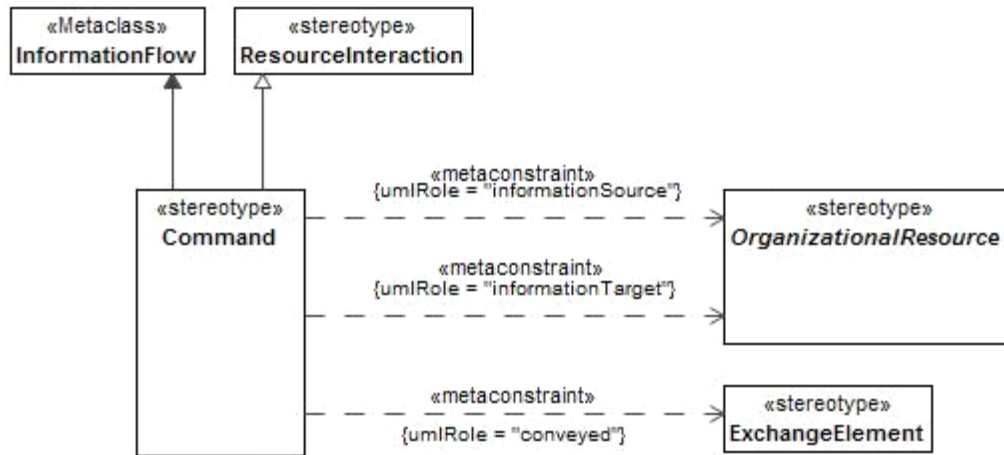 «Metaclass»
InformationFlow
«stereotype»
ResourceInteraction
«stereotype»
Command
«metaconstraint»
{umlRole = "informationSource"}
«metaconstraint»
{umlRole = "informationTarget"}
«stereotype»
OrganizationalResource
«metaconstraint»
{umlRole = "conveyed"}
«stereotype»
ExchangeElement